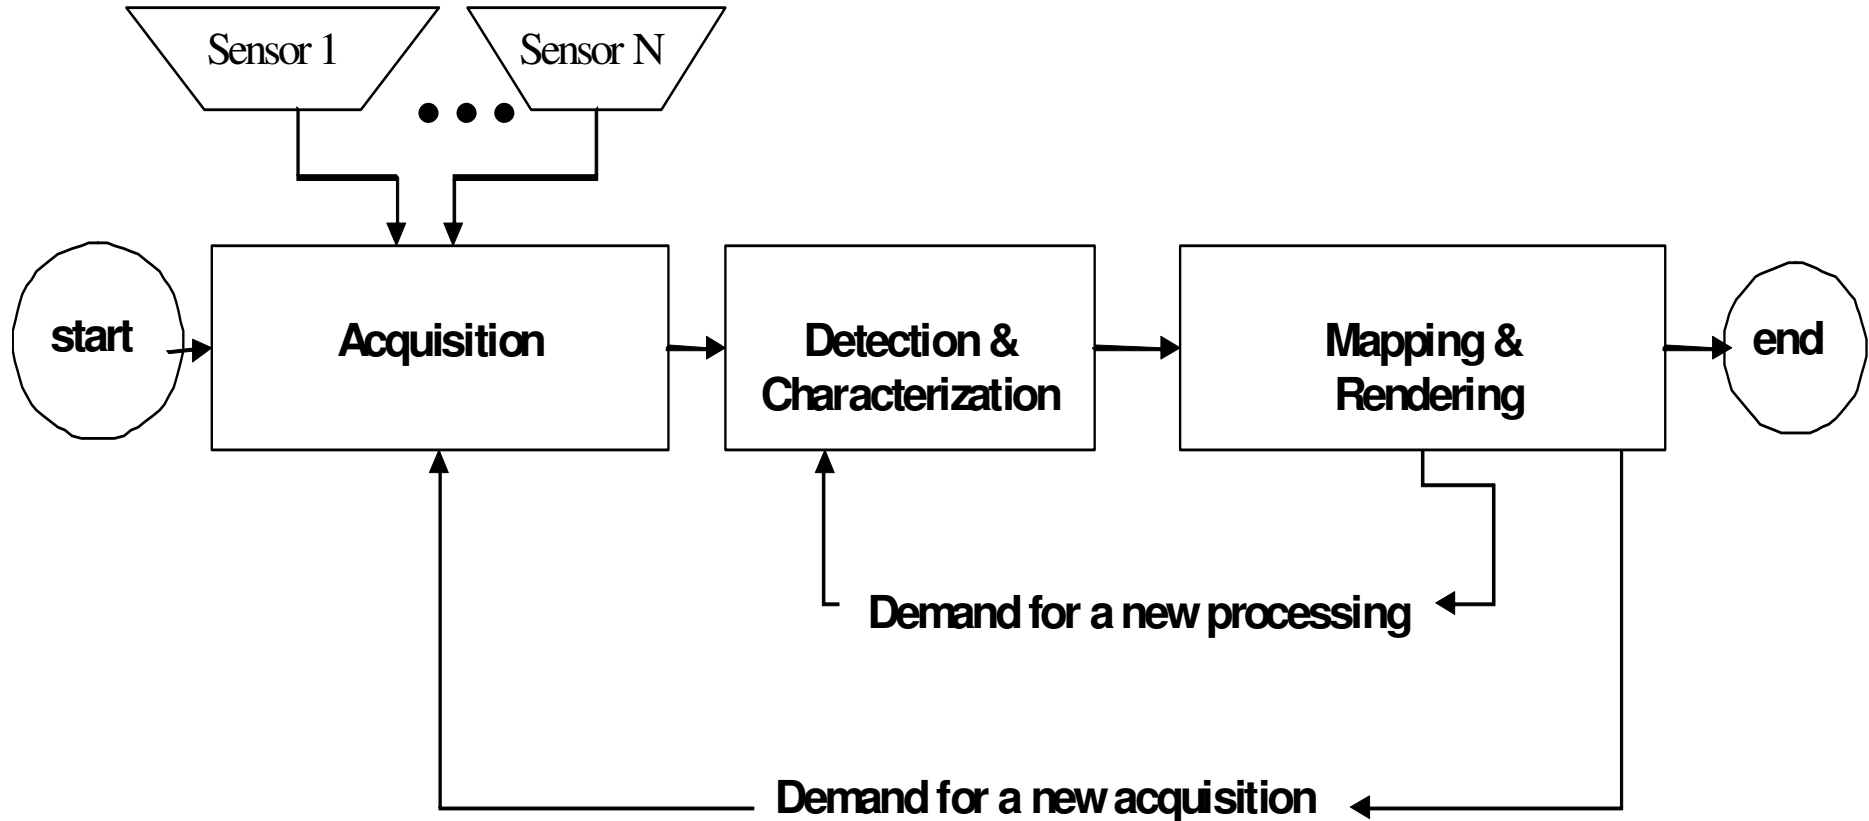 Sensor 1
Sensor N
start
Acquisition
Detection &
Characterization
Mapping &
Rendering
end
Demand for a new processing
Demand for a new acquisition